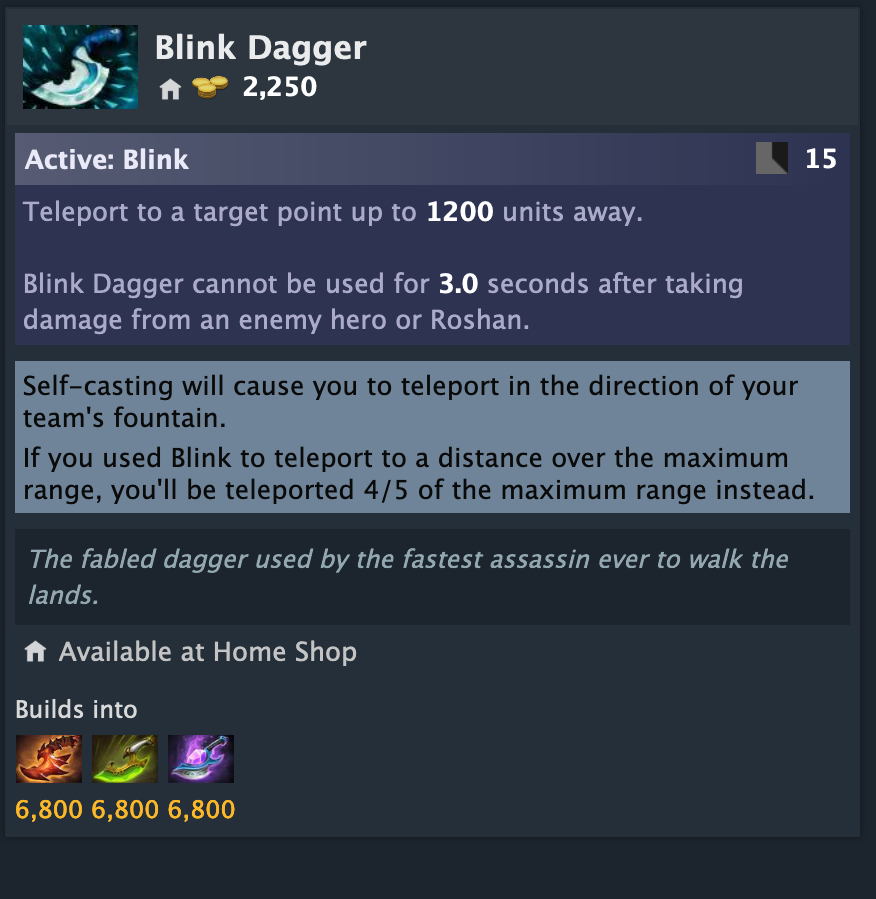 Blink Dagger
2,250
Active: Blink 15
Teleport to a target point up to 1200 units away.
Blink Dagger cannot be used for 3.0 seconds after taking
damage from an enemy hero or Roshan.
Self-casting will cause you to teleport in the direction of your
team's fountain.
If you used Blink to teleport to a distance over the maximum
range, you'll be teleported 4/5 of the maximum range instead.
The fabled dagger used by the fastest assassin ever to walk the
lands.
Available at Home Shop
Builds into
6,800 6,800 6,800